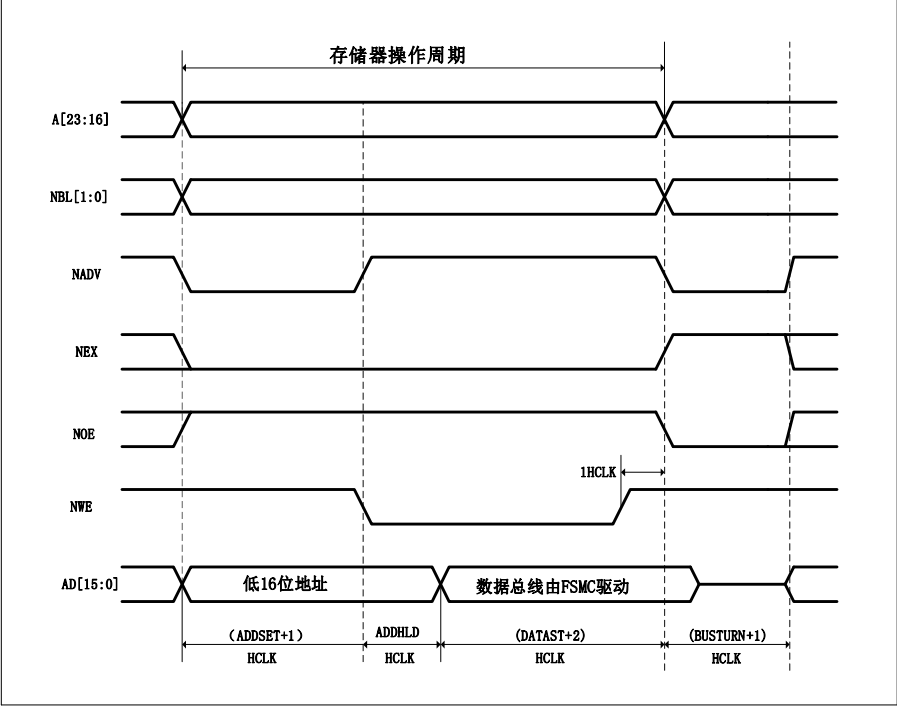 存储器操作周期
A[23:16]
NBL[1:0]
NADV
NEX
NOE
1HCLK
NWE
AD[15:0]
低16位地址
数据总线由FSMC驱动
(ADDSET+1)
ADDHLD
(DATAST+2)
(BUSTURN+1)
HCLK
HCLK
HCLK
HCLK